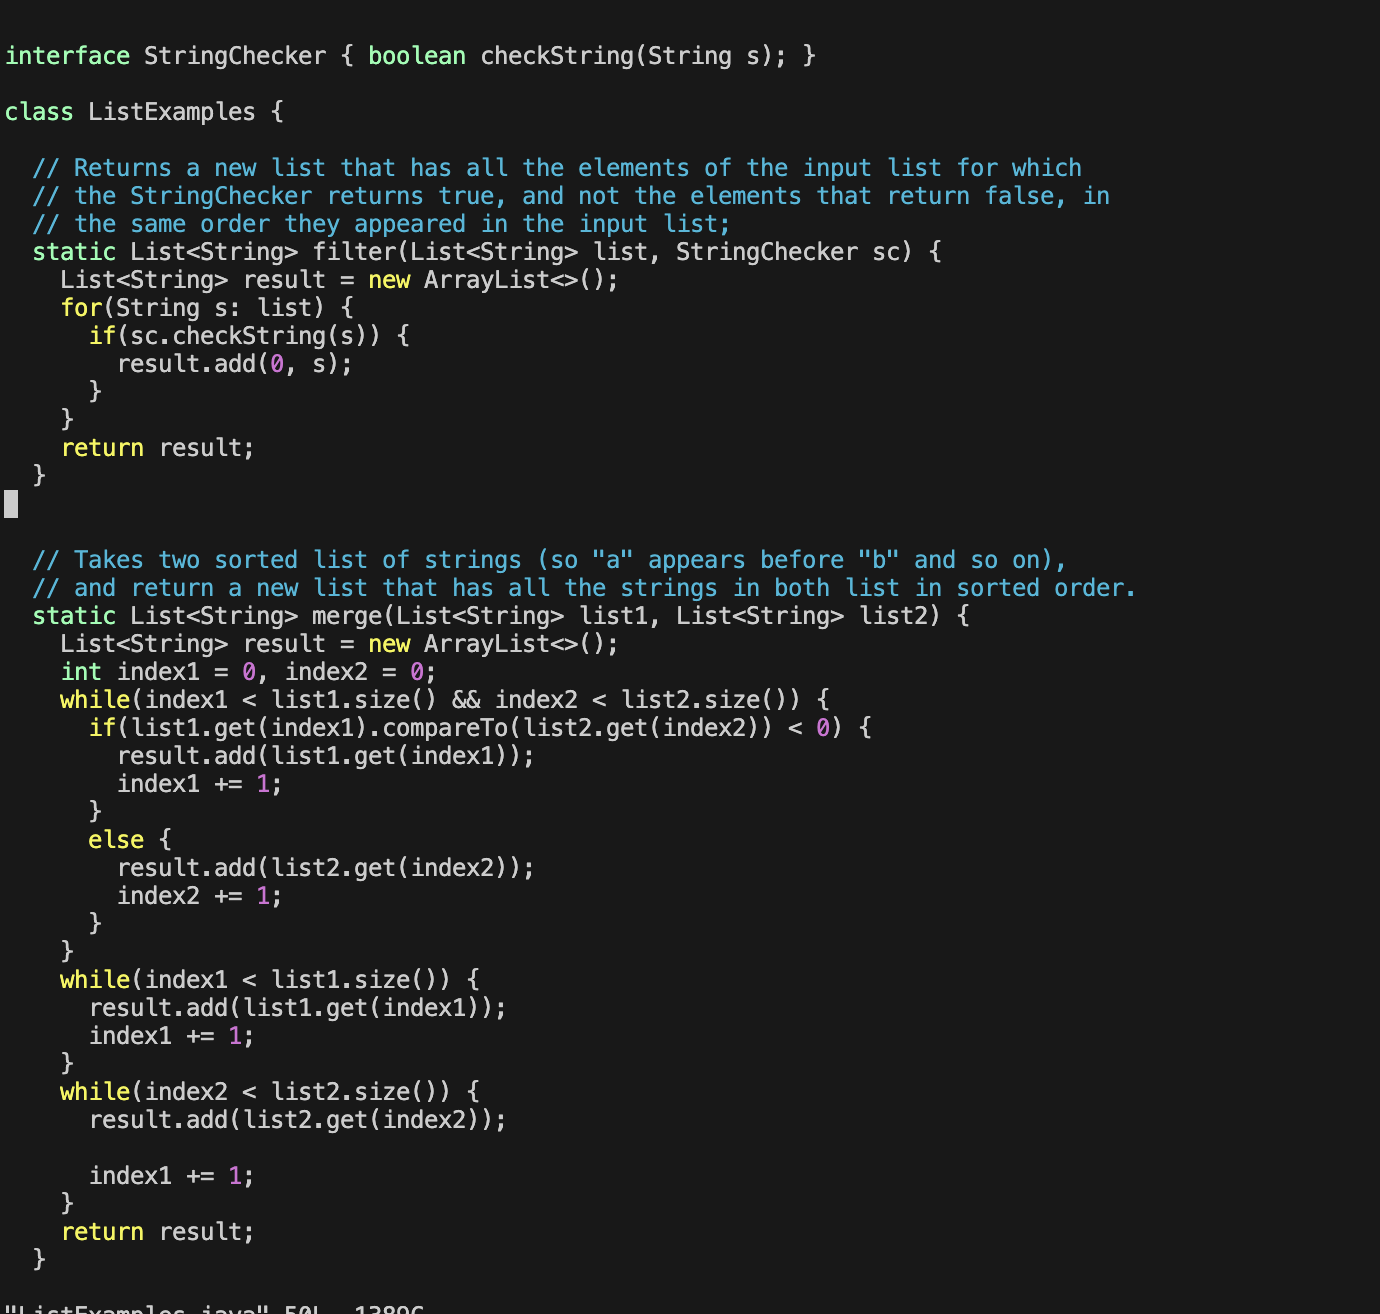 interface StringChecker { boolean checkString(String s); }
class ListExamples {
// Returns a new list that has all the elements of the input list for which
// the StringChecker returns true, and not the elements that return false, in
// the same order they appeared in the input list;
static List<String> filter(List<String> list, StringChecker sc) {
List<String> result = new ArrayList<>();
for(String s: list) {
if(sc.checkString(s)) {
result.add(0, s);
}
}
return result;
}
// Takes two sorted list of strings (so "a" appears before "b" and so on),
// and return a new list that has all the strings in both list in sorted order.
static List<String> merge(List<String> list1, List<String> list2) {
List<String> result = new ArrayList<>();
int index1 = 0, index2 = 0;
while(index1 < list1.size() && index2 < list2.size()) {
if(list1.get(index1).compareTo(list2.get(index2)) < 0) {
result.add(list1.get(index1));
index1 += 1;
}
else {
result.add(list2.get(index2));
index2 += 1;
}
}
while(index1 < list1.size()) {
result.add(list1.get(index1));
index1 += 1;
}
while(index2 < list2.size()) {
result.add(list2.get(index2));
index1 += 1;
}
return result;
}
"ListExamples.java" 50L, 1389C